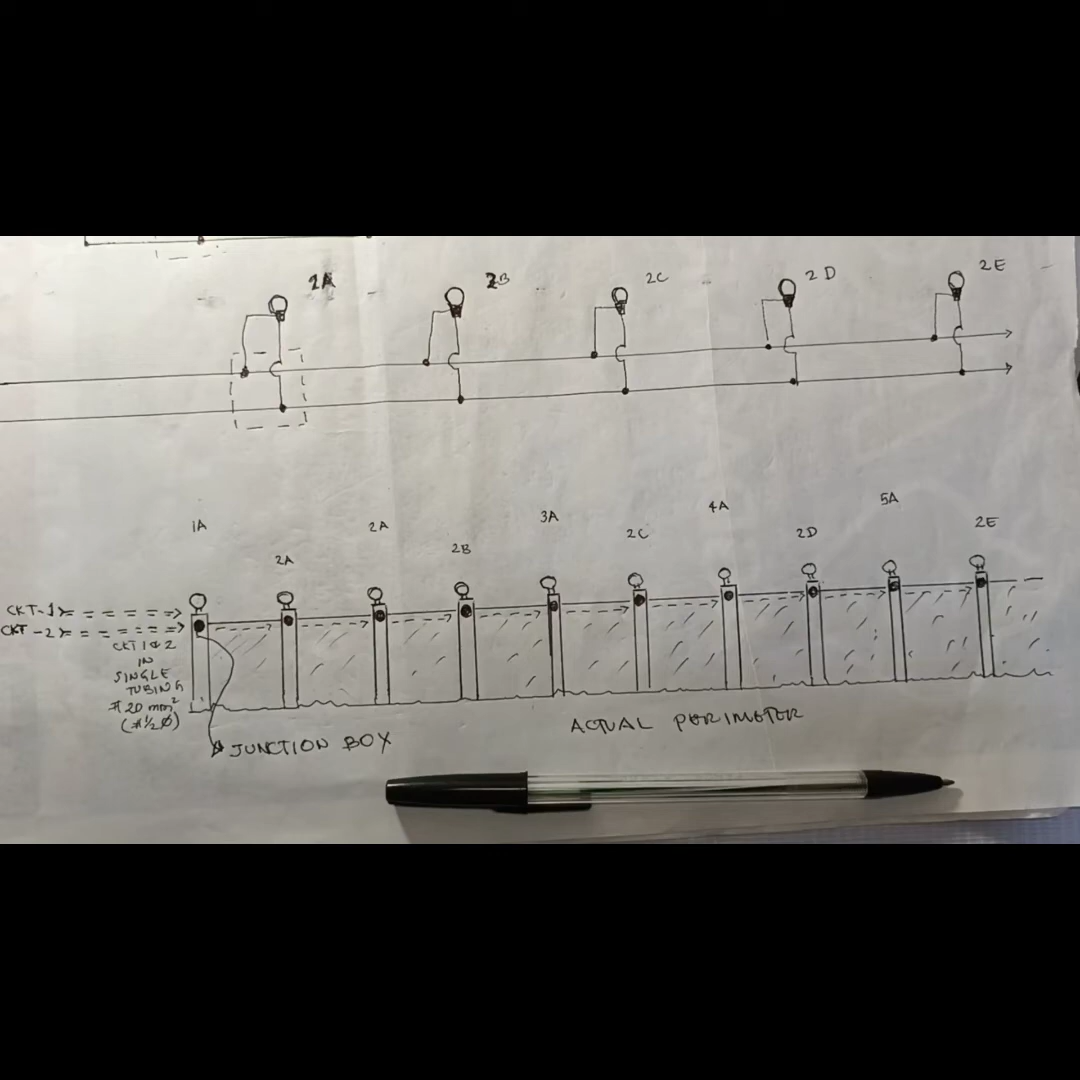 2A
2B
2C
2D
2E
1A
2A
2A
2B
3A
2C
4A
2D
5A
2E
CKT-1
CKT-2
CKT 1 & 2
IN
SINGLE
TUBING
#20 mm²
(#1/2 Ø)
JUNCTION BOX
ACTUAL PERIMETER